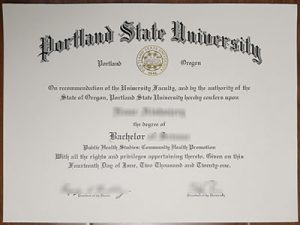 Portland State University
Portland Oregon
On recommendation of the University Faculty, and by the authority of the
State of Oregon, Portland State University hereby confers upon
the degree of
Bachelor
Public Health Studies: Community Health Promotion
With all the rights and privileges appertaining thereto. Given on this
Fourteenth Day of June, Two Thousand and Twenty-one.